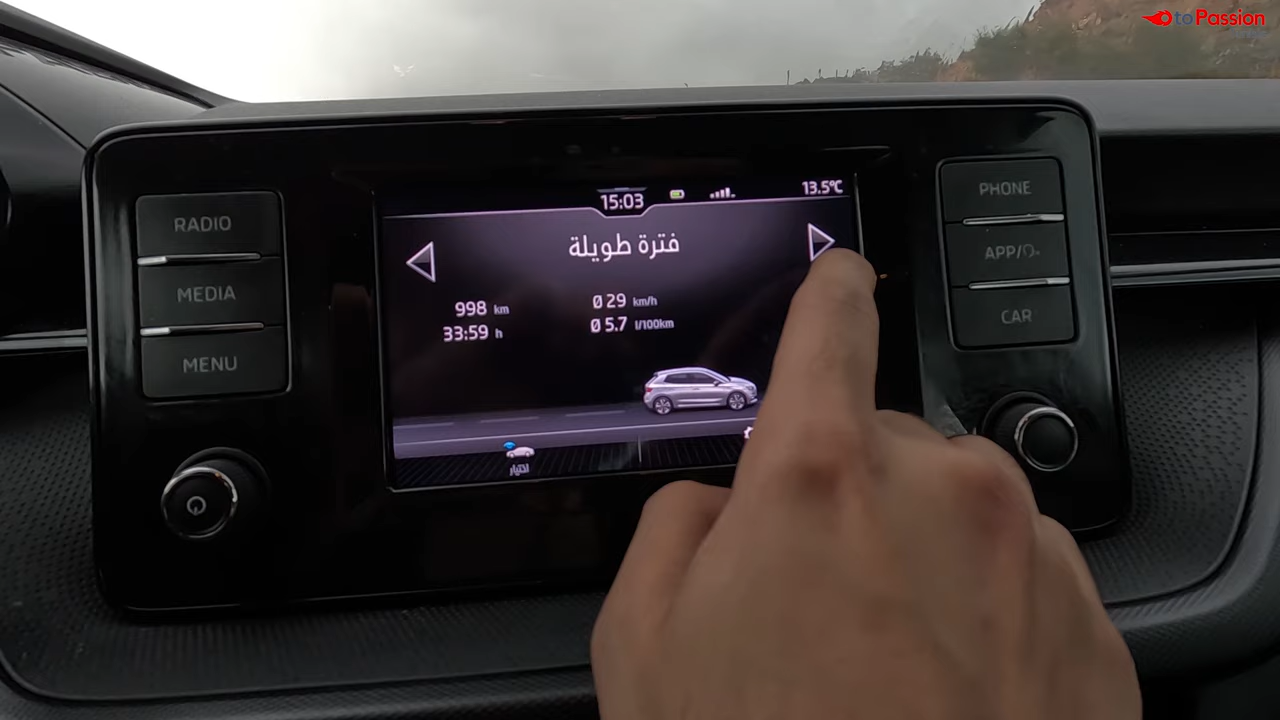 toPassion
RADIO
MEDIA
MENU
15:03
13.5°C
فترة طويلة
998 km
33:59 h
Ø 29 km/h
Ø 5.7 l/100km
اختيار
PHONE
APP/
CAR